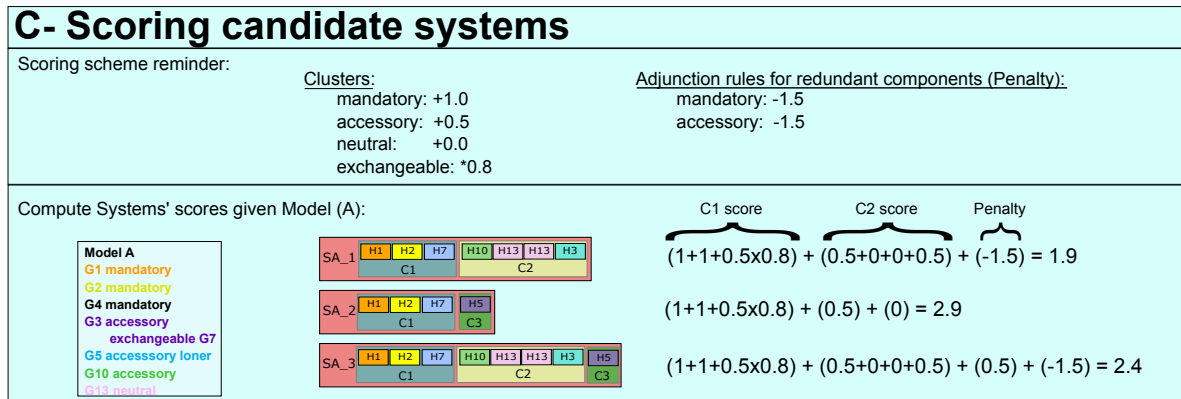 C- Scoring candidate systems
Scoring scheme reminder:
Clusters:
mandatory: +1.0
accessory: +0.5
neutral: +0.0
exchangeable: *0.8
Adjunction rules for redundant components (Penalty):
mandatory: -1.5
accessory: -1.5
Compute Systems' scores given Model (A):
C1 score C2 score Penalty
Model A
G1 mandatory
G2 mandatory
G4 mandatory
G3 accessory
exchangeable G7
G5 accesssory loner
G10 accessory
G13 neutral
SA_1 H1 H2 H7 H10 H13 H13 H3
C1 C2
(1+1+0.5x0.8) + (0.5+0+0+0.5) + (-1.5) = 1.9
SA_2 H1 H2 H7 H5
C1 C3
(1+1+0.5x0.8) + (0.5) + (0) = 2.9
SA_3 H1 H2 H7 H10 H13 H13 H3 H5
C1 C2 C3
(1+1+0.5x0.8) + (0.5+0+0+0.5) + (0.5) + (-1.5) = 2.4